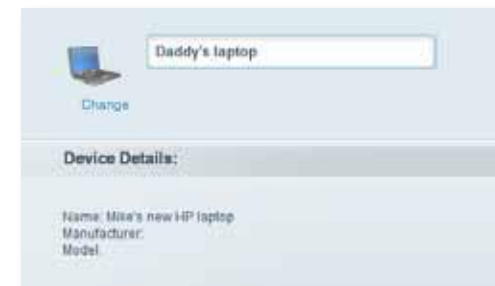 Daddy's laptop
Change
Device Details:
Name: Mike's new HP laptop
Manufacturer:
Model: